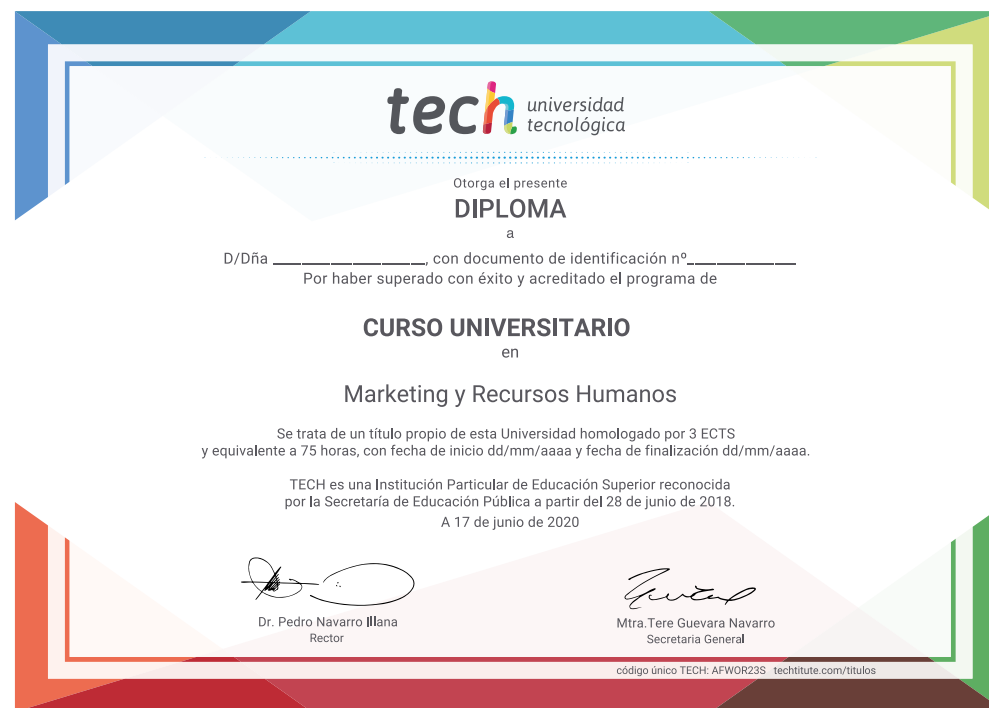 tech universidad
tecnológica
Otorga el presente
DIPLOMA
a
D/Dña ____________________, con documento de identificación nº______________
Por haber superado con éxito y acreditado el programa de
CURSO UNIVERSITARIO
en
Marketing y Recursos Humanos
Se trata de un título propio de esta Universidad homologado por 3 ECTS
y equivalente a 75 horas, con fecha de inicio dd/mm/aaaa y fecha de finalización dd/mm/aaaa.
TECH es una Institución Particular de Educación Superior reconocida
por la Secretaría de Educación Pública a partir del 28 de junio de 2018.
A 17 de junio de 2020
Dr. Pedro Navarro Illana
Rector
Mtra.Tere Guevara Navarro
Secretaria General
código único TECH: AFWOR23S techtitute.com/titulos